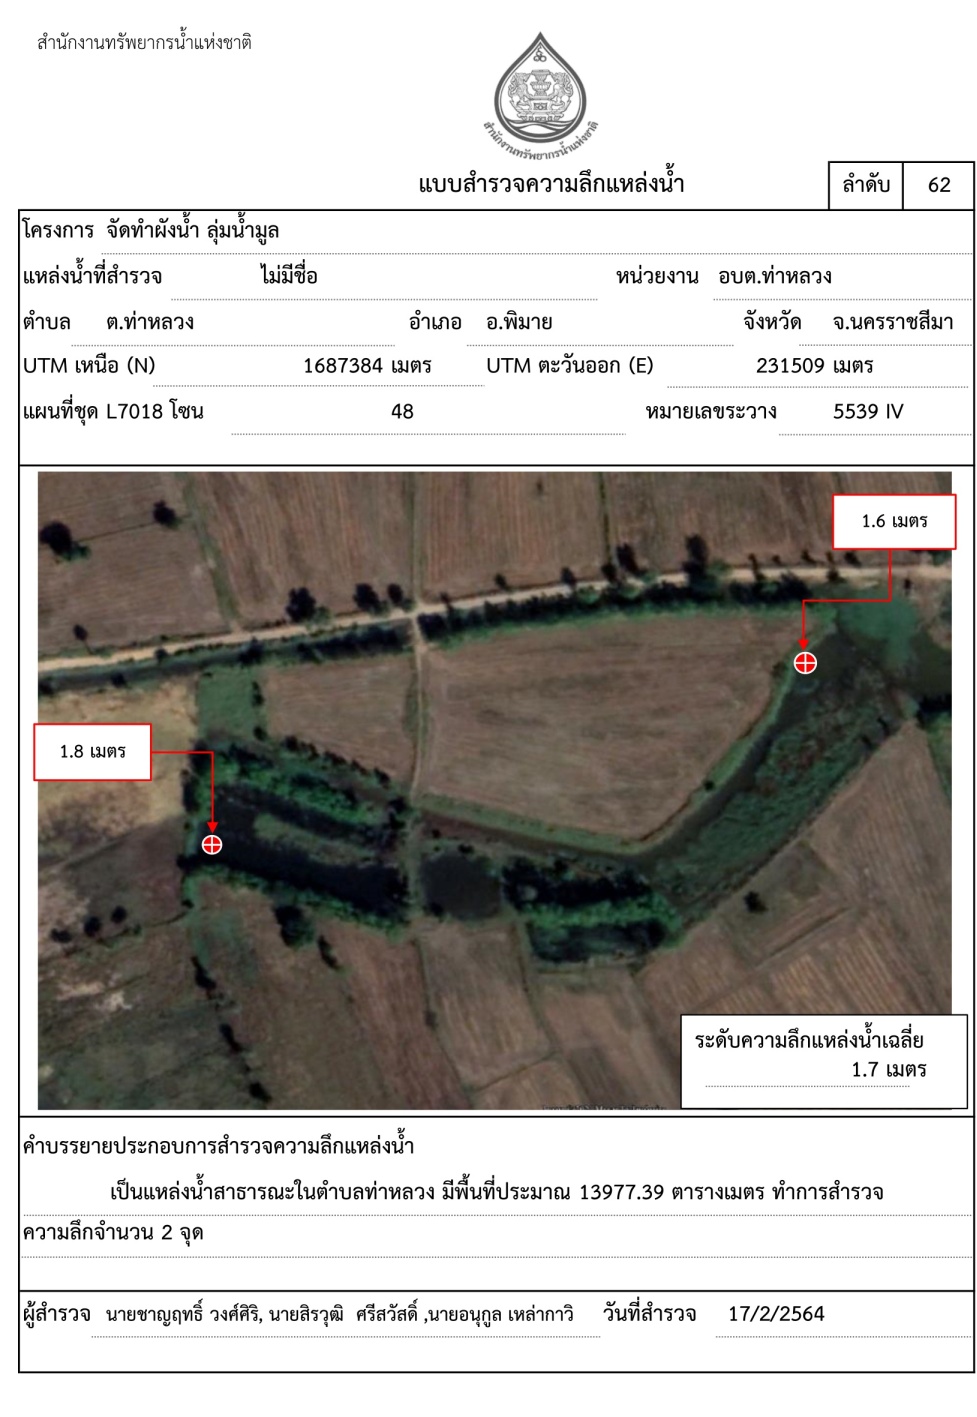 สำนักงานทรัพยากรน้ำแห่งชาติ
สำนักงานทรัพยากรน้ำแห่งชาติ
แบบสำรวจความลึกแหล่งน้ำ
ลำดับ 62
โครงการ จัดทำผังน้ำ ลุ่มน้ำมูล
แหล่งน้ำที่สำรวจ ไม่มีชื่อ หน่วยงาน อบต.ท่าหลวง
ตำบล ต.ท่าหลวง อำเภอ อ.พิมาย จังหวัด จ.นครราชสีมา
UTM เหนือ (N) 1687384 เมตร UTM ตะวันออก (E) 231509 เมตร
แผนที่ชุด L7018 โซน 48 หมายเลขระวาง 5539 IV
1.6 เมตร
1.8 เมตร
ระดับความลึกแหล่งน้ำเฉลี่ย
1.7 เมตร
คำบรรยายประกอบการสำรวจความลึกแหล่งน้ำ
เป็นแหล่งน้ำสาธารณะในตำบลท่าหลวง มีพื้นที่ประมาณ 13977.39 ตารางเมตร ทำการสำรวจ
ความลึกจำนวน 2 จุด
ผู้สำรวจ นายชาญฤทธิ์ วงศ์ศิริ, นายสิรวุฒิ ศรีสวัสดิ์ ,นายอนุกูล เหล่ากาวิ วันที่สำรวจ 17/2/2564